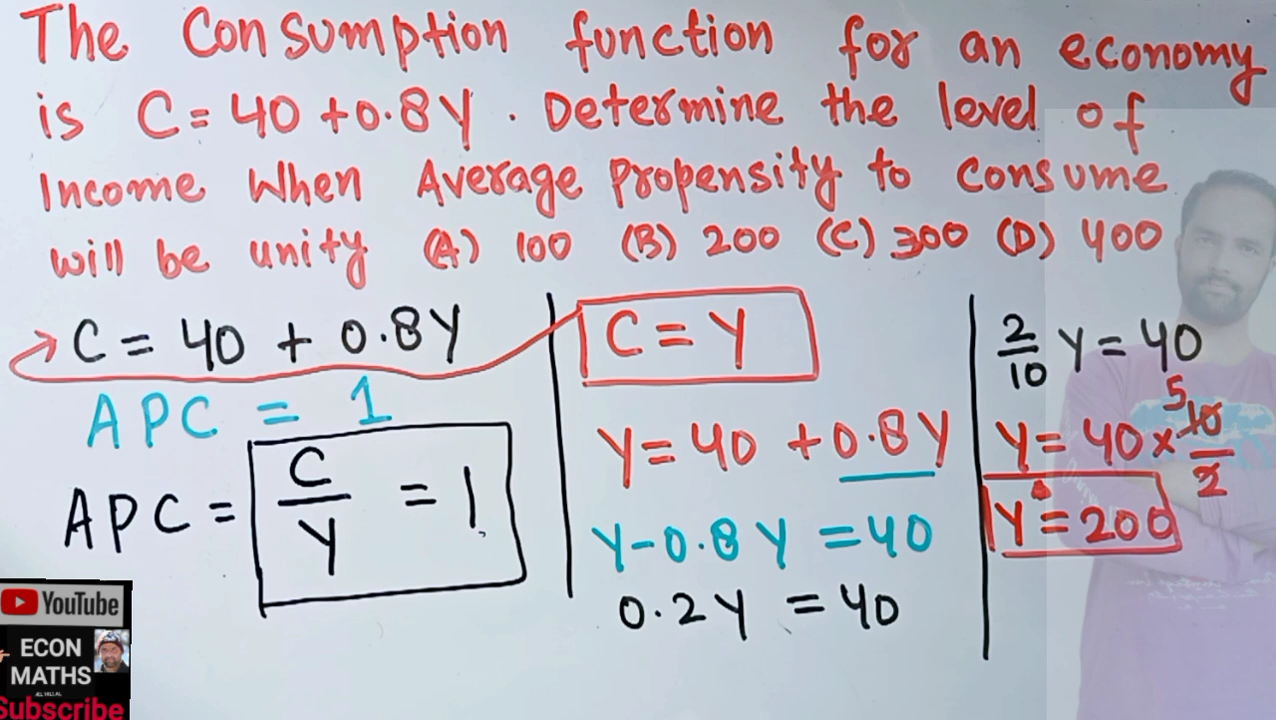 The Consumption function for an economy
is C = 40 + 0.8Y. Determine the level of
Income When Average Propensity to Consume
will be unity (A) 100 (B) 200 (C) 300 (D) 400
C = 40 + 0.8Y
APC = 1
APC = C/Y = 1
C = Y
Y = 40 + 0.8Y
Y - 0.8Y = 40
0.2Y = 40
2/10 Y = 40
5
Y = 40 × 10/2
Y = 200
YouTube
ECON
MATHS
Subscribe